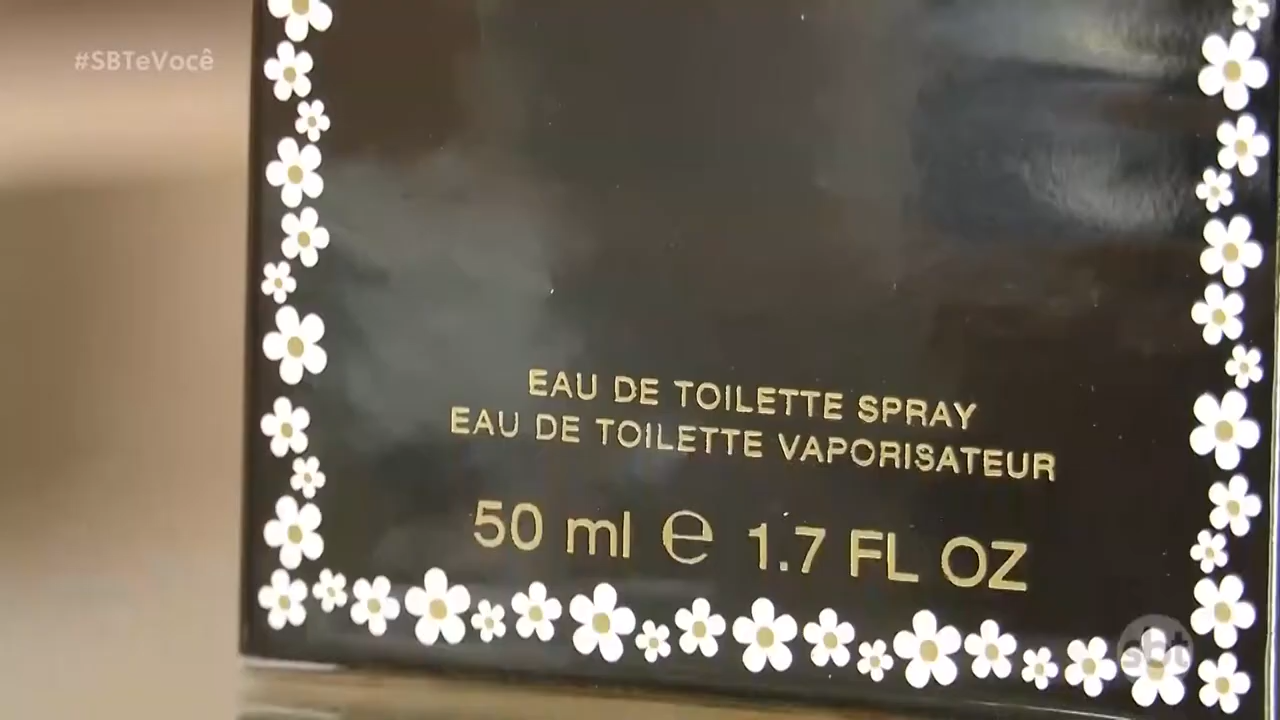 #SBTeVocê
EAU DE TOILETTE SPRAY
EAU DE TOILETTE VAPORISATEUR
50 ml e 1.7 FL OZ
sbt